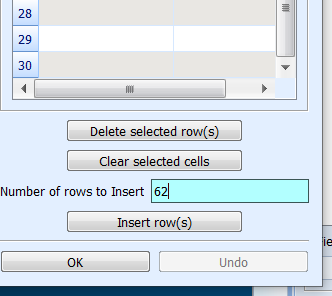 28
29
30
Delete selected row(s)
Clear selected cells
Number of rows to Insert 62
Insert row(s)
OK Undo